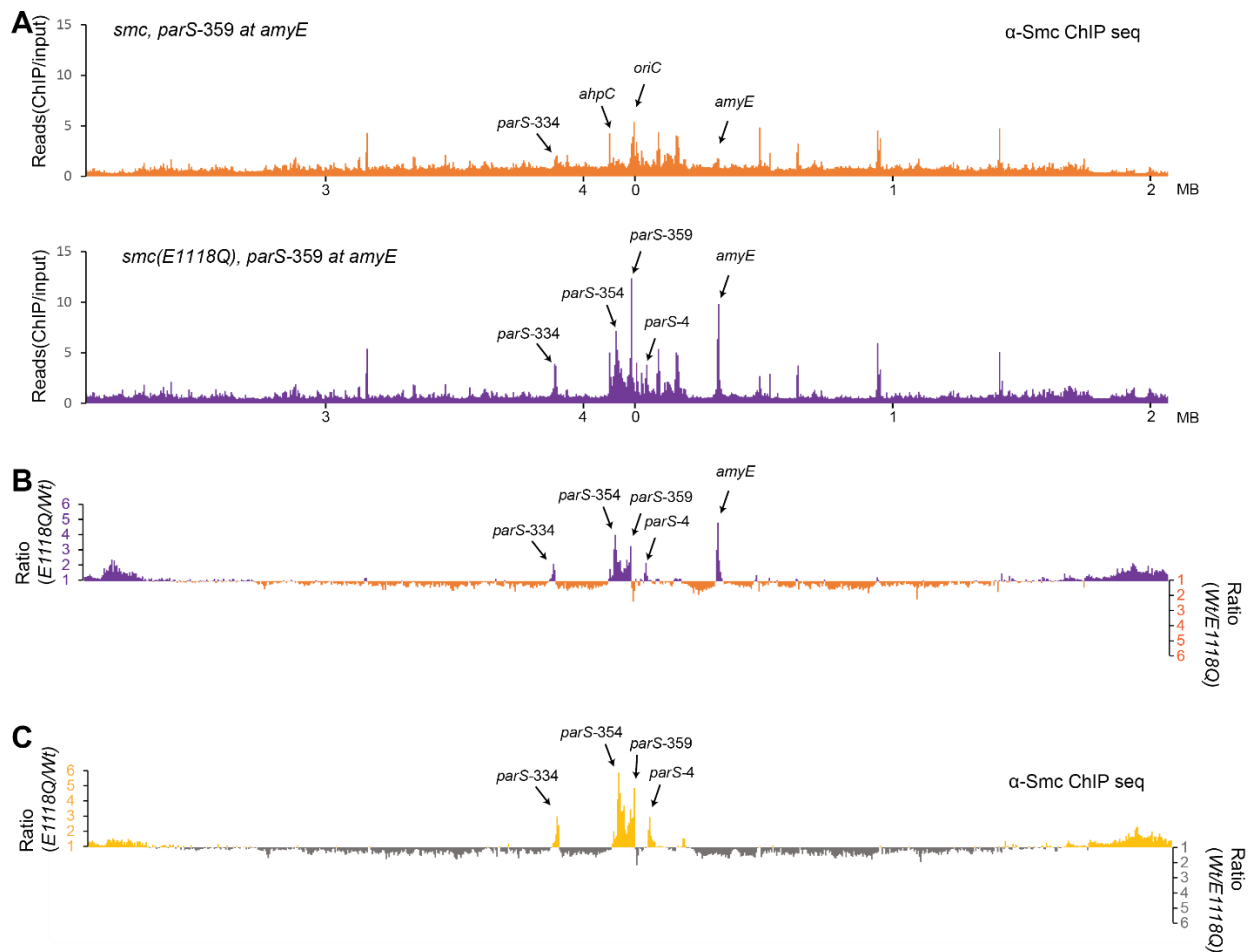 A
smc, parS-359 at amyE
α-Smc ChIP seq
Reads(ChIP/input)
15
10
5
0
parS-334
ahpC
oriC
amyE
3
4
0
1
2
MB
smc(E1118Q), parS-359 at amyE
Reads(ChIP/input)
15
10
5
0
parS-334
parS-354
parS-359
parS-4
amyE
3
4
0
1
2
MB
B
Ratio
(E1118Q/Wt)
6
5
4
3
2
1
parS-334
parS-354
parS-359
parS-4
amyE
1
2
3
4
5
6
Ratio
(Wt/E1118Q)
C
Ratio
(E1118Q/Wt)
6
5
4
3
2
1
parS-334
parS-354
parS-359
parS-4
α-Smc ChIP seq
1
2
3
4
5
6
Ratio
(Wt/E1118Q)